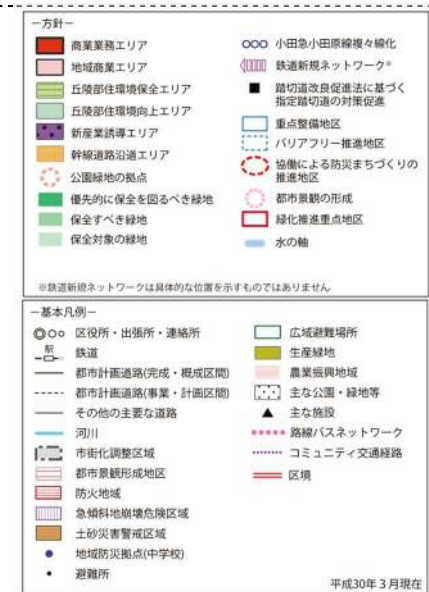 －方針－
商業業務エリア
地域商業エリア
丘陵部住環境保全エリア
丘陵部住環境向上エリア
新産業誘導エリア
幹線道路沿道エリア
公園緑地の拠点
優先的に保全を図るべき緑地
保全すべき緑地
保全対象の緑地
小田急小田原線複々線化
鉄道新規ネットワーク※
踏切道改良促進法に基づく
指定踏切道の対策促進
重点整備地区
バリアフリー推進地区
協働による防災まちづくりの
推進地区
都市景観の形成
緑化推進重点地区
水の軸
※鉄道新規ネットワークは具体的な位置を示すものではありません
－基本凡例－
区役所・出張所・連絡所
駅
鉄道
都市計画道路(完成・概成区間)
都市計画道路(事業・計画区間)
その他の主要な道路
河川
市街化調整区域
都市景観形成地区
防火地域
急傾斜地崩壊危険区域
土砂災害警戒区域
地域防災拠点(中学校)
避難所
広域避難場所
生産緑地
農業振興地域
主な公園・緑地等
主な施設
路線バスネットワーク
コミュニティ交通経路
区境
平成30年3月現在